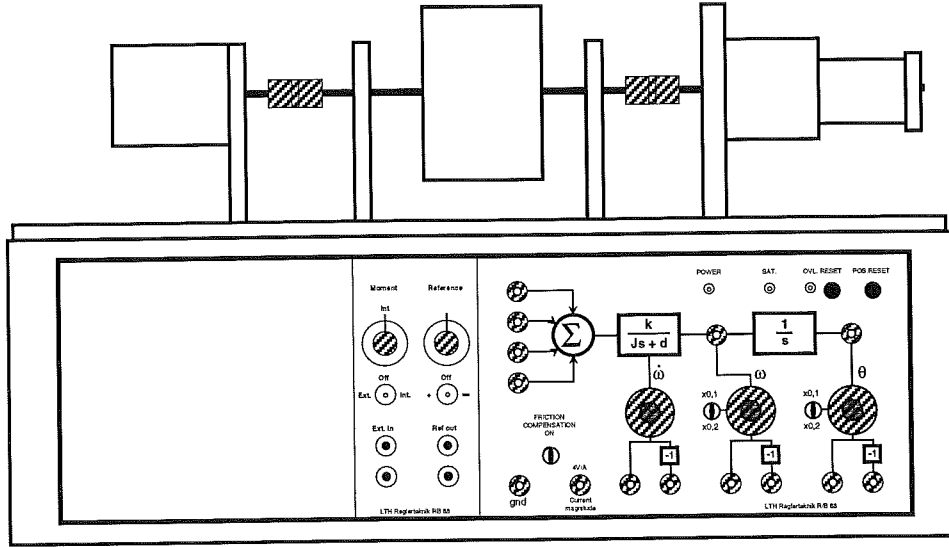 Moment Reference
Int
Off Off
Ext. Int. + −
Ext. In Ref out
LTH Reglerteknik R/B 88
POWER SAT. OVL. RESET POS.RESET
Σ
k
Js + d
1
s
ω̇ ω θ
x0,1 x0,1
x0,2 x0,2
FRICTION
COMPENSATION
ON
-1 -1 -1
4V/A
gnd Current
magnitude
LTH Reglerteknik R/B 88